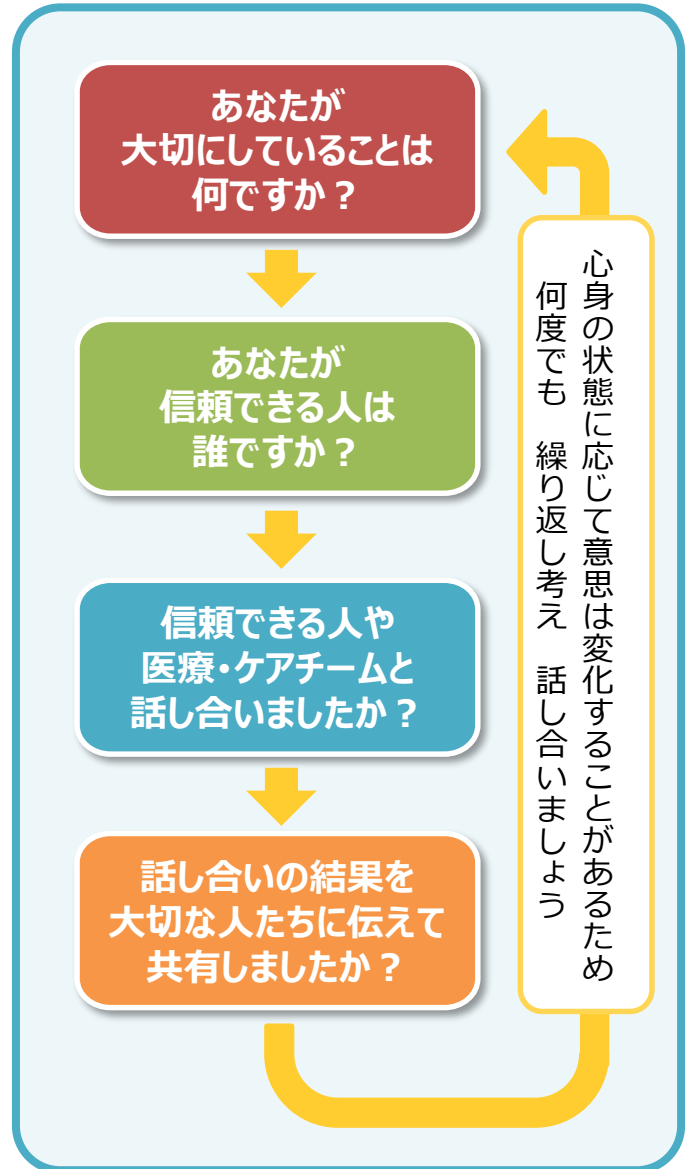 あなたが
大切にしていることは
何ですか？
あなたが
信頼できる人は
誰ですか？
信頼できる人や
医療・ケアチームと
話し合いましたか？
話し合いの結果を
大切な人たちに伝えて
共有しましたか？
心身の状態に応じて意思は変化することがあるため
何度でも　繰り返し考え　話し合いましょう